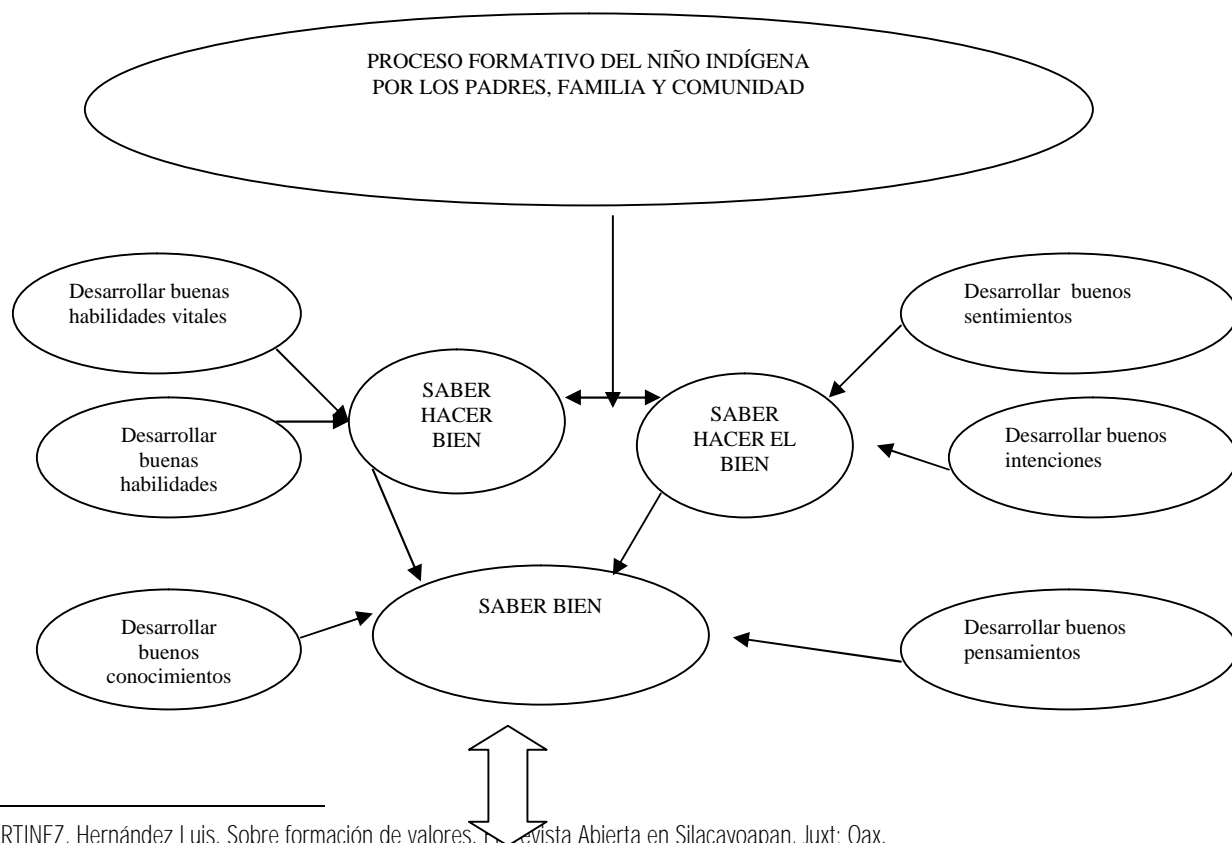 PROCESO FORMATIVO DEL NIÑO INDÍGENA
POR LOS PADRES, FAMILIA Y COMUNIDAD
Desarrollar buenas
habilidades vitales
Desarrollar buenos
sentimientos
SABER
HACER
BIEN
SABER
HACER EL
BIEN
Desarrollar
buenas
habilidades
Desarrollar buenos
intenciones
SABER BIEN
Desarrollar
buenos
conocimientos
Desarrollar buenos
pensamientos
RTINEZ, Hernández Luis. Sobre formación de valores. Abierta en Silacayoapan, Juxt; Oax.